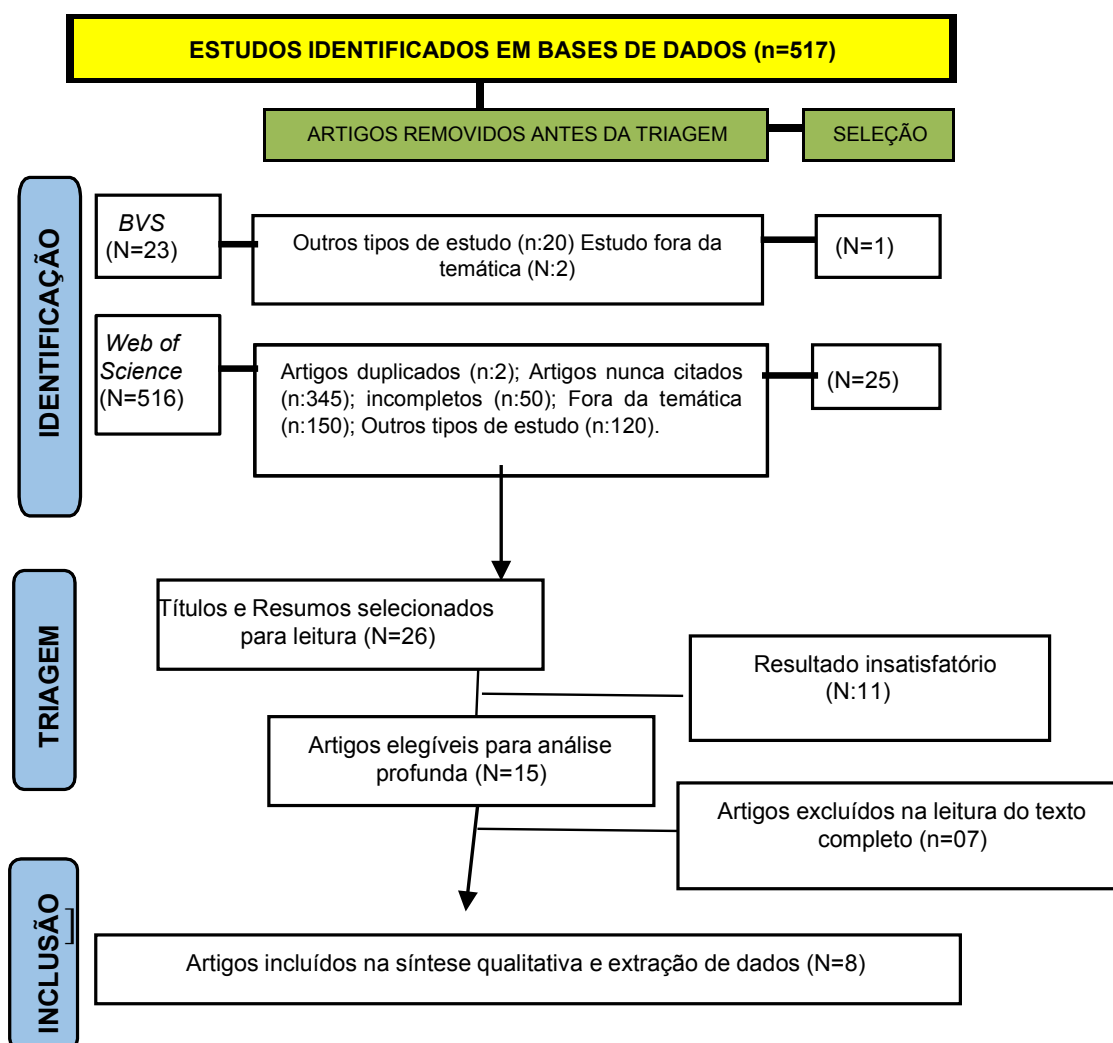 ESTUDOS IDENTIFICADOS EM BASES DE DADOS (n=517)
ARTIGOS REMOVIDOS ANTES DA TRIAGEM
SELEÇÃO
IDENTIFICAÇÃO
BVS
(N=23)
Outros tipos de estudo (n:20) Estudo fora da
temática (N:2)
(N=1)
Web of
Science
(N=516)
Artigos duplicados (n:2); Artigos nunca citados
(n:345); incompletos (n:50); Fora da temática
(n:150); Outros tipos de estudo (n:120).
(N=25)
TRIAGEM
Títulos e Resumos selecionados
para leitura (N=26)
Resultado insatisfatório
(N:11)
Artigos elegíveis para análise
profunda (N=15)
Artigos excluídos na leitura do texto
completo (n=07)
INCLUSÃO
Artigos incluídos na síntese qualitativa e extração de dados (N=8)